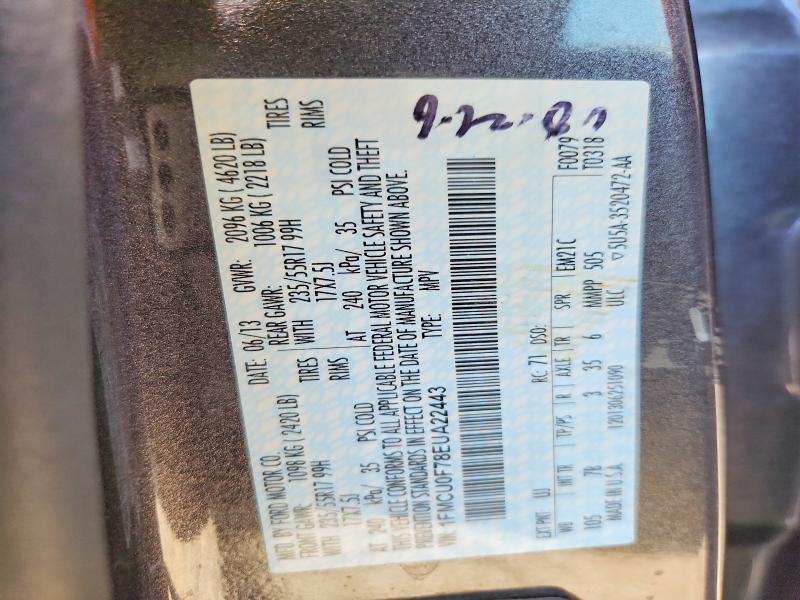 MFD. BY FORD MOTOR CO.
DATE: 06/13 GVWR: 2096 KG ( 4620 LB)
FRONT GAWR: 1098 KG ( 2420 LB) REAR GAWR: 1006 KG ( 2218 LB)
WITH 235/55R17 99H TIRES WITH 235/55R17 99H TIRES
17X7.5J RIMS 17X7.5J RIMS
AT 240 kPa/ 35 PSI COLD AT 240 kPa/ 35 PSI COLD
THIS VEHICLE CONFORMS TO ALL APPLICABLE FEDERAL MOTOR VEHICLE SAFETY AND THEFT
PREVENTION STANDARDS IN EFFECT ON THE DATE OF MANUFACTURE SHOWN ABOVE.
VIN: 1FMCU0F78EUA22443 TYPE: MPV
9-22-
EXT PNT: UJ RC: 71 DSO: F0079
WB INT TR TP/PS R AXLE TR SPR EM21C TD318
105 7B 3 35 6 MMPP 505
MADE IN U.S.A. 12013062510 ULC ▽5U5A-3520472-AA